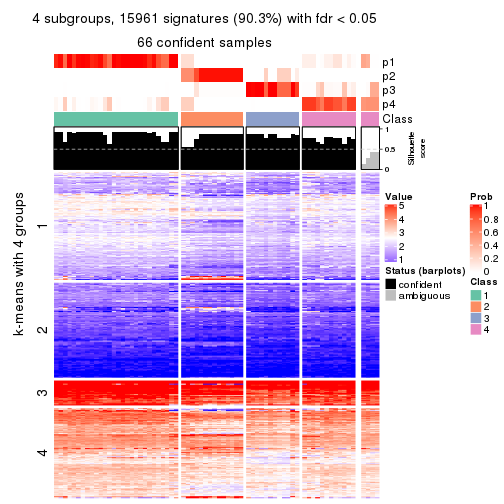 4 subgroups, 15961 signatures (90.3%) with fdr < 0.05
66 confident samples
p1
p2
p3
p4
Class
1
0.5
0
Silhouette
score
k-means with 4 groups
1
2
3
4
Value
5
4
3
2
1
Status (barplots)
confident
ambiguous
Prob
1
0.8
0.6
0.4
0.2
0
Class
1
2
3
4